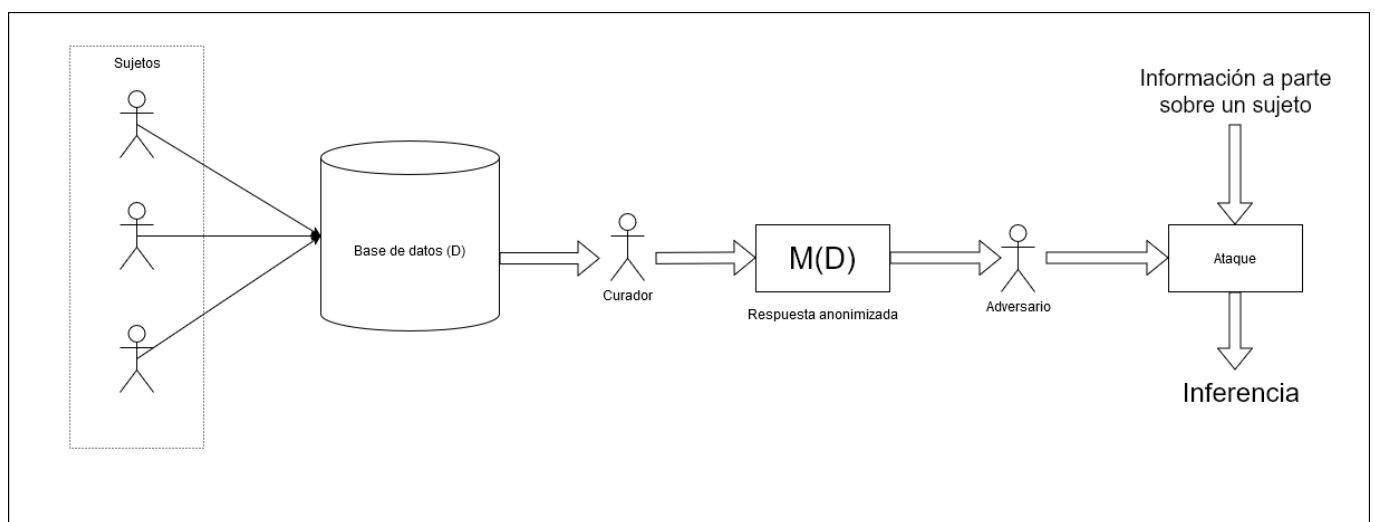 Sujetos
Base de datos (D)
Curador
M(D)
Respuesta anonimizada
Adversario
Información a parte
sobre un sujeto
Ataque
Inferencia